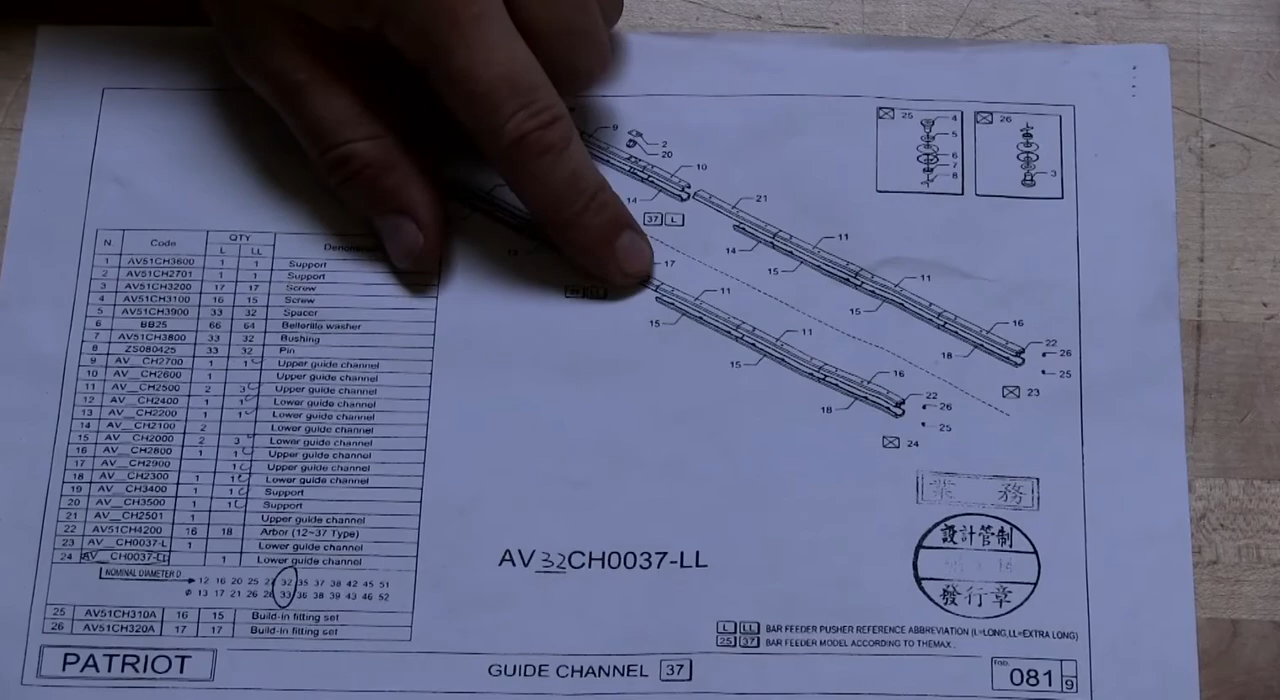 N. Code QTY
L LL
1 AV51CH3600 1 1 Support
2 AV51CH2701 1 1 Support
3 AV51CH3200 17 17 Screw
4 AV51CH3100 16 15 Screw
5 AV51CH3900 33 32 Spacer
6 BB25 66 64 Bellerille washer
7 AV51CH3800 33 32 Bushing
8 ZS080425 33 32 Pin
9 AV__CH2700 1 1 Upper guide channel
10 AV__CH2600 1 Upper guide channel
11 AV__CH2500 2 3 Upper guide channel
12 AV__CH2400 1 1 Lower guide channel
13 AV__CH2200 1 1 Lower guide channel
14 AV__CH2100 2 Lower guide channel
15 AV__CH2000 2 3 Lower guide channel
16 AV__CH2800 1 1 Upper guide channel
17 AV__CH2900 1 Upper guide channel
18 AV__CH2300 1 1 Lower guide channel
19 AV__CH3400 1 1 Support
20 AV__CH3500 1 1 Support
21 AV__CH2501 1 Upper guide channel
22 AV51CH4200 16 18 Arbor (12~37 Type)
23 AV__CH0037-L 1 Lower guide channel
24 AV__CH0037-LL 1 Lower guide channel
NOMINAL DIAMETER D 12 16 20 25 27 32 35 37 38 42 45 51
Ø 13 17 21 26 28 33 36 38 39 43 46 52
25 AV51CH310A 16 15 Build-in fitting set
26 AV51CH320A 17 17 Build-in fitting set
9
2
20
10
14
37 L
21
14
11
15
11
15
16
18
22
26
25
23
17
11
15
11
15
16
18
22
26
25
24
25
4
5
6
7
8
26
3
AV32CH0037-LL
業務
設計管制
發行章
L LL BAR FEEDER PUSHER REFERENCE ABBREVIATION (L=LONG,LL=EXTRA LONG)
25 37 BAR FEEDER MODEL ACCORDING TO THEMAX.
PATRIOT
GUIDE CHANNEL 37
081
9